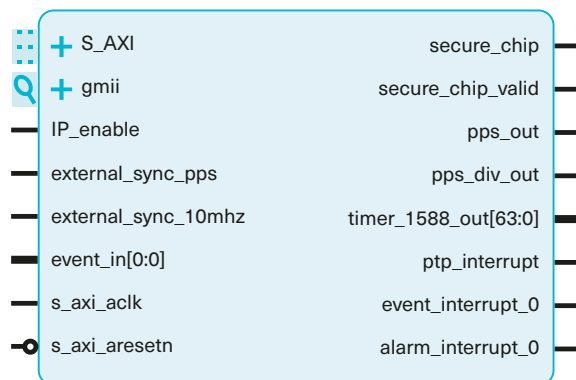 S_AXI
gmii
IP_enable
external_sync_pps
external_sync_10mhz
event_in[0:0]
s_axi_aclk
s_axi_aresetn
secure_chip
secure_chip_valid
pps_out
pps_div_out
timer_1588_out[63:0]
ptp_interrupt
event_interrupt_0
alarm_interrupt_0